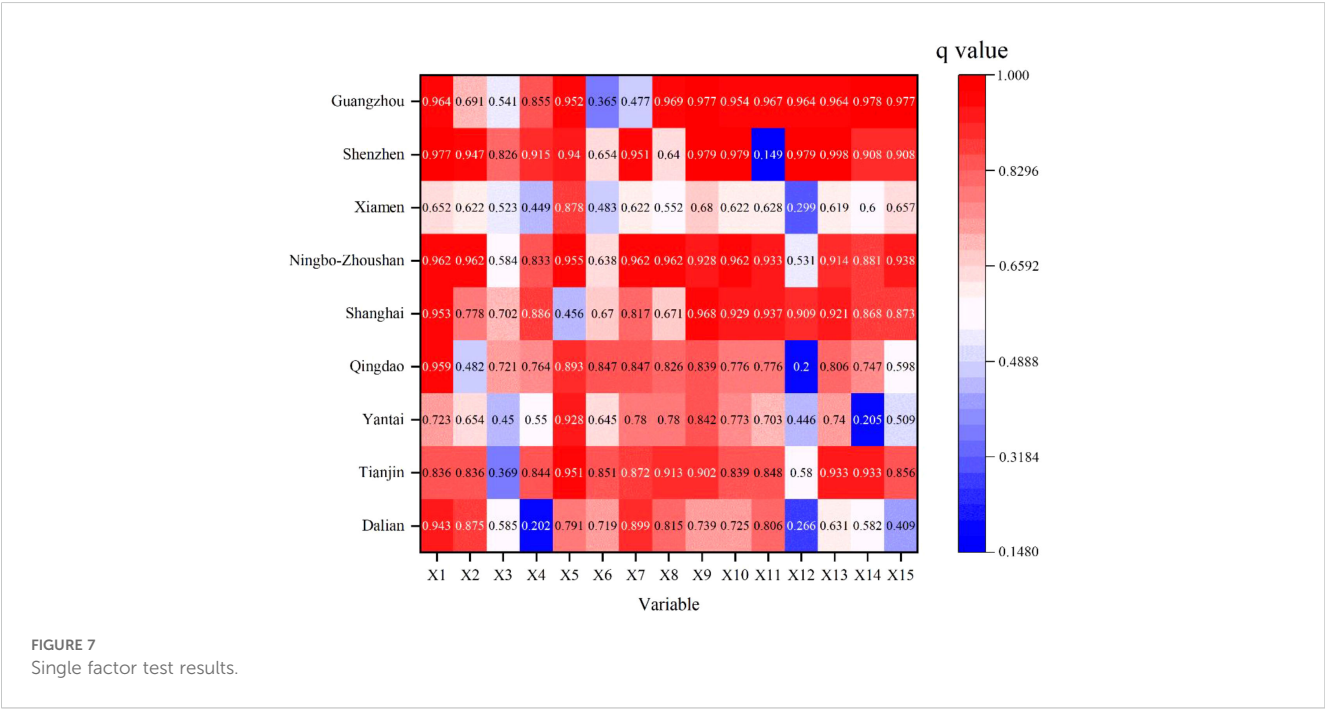 q value
Guangzhou 0.964 0.691 0.541 0.855 0.952 0.365 0.477 0.969 0.977 0.954 0.967 0.964 0.964 0.978 0.977
Shenzhen 0.977 0.947 0.826 0.915 0.94 0.654 0.951 0.64 0.979 0.979 0.149 0.979 0.998 0.908 0.908
Xiamen 0.652 0.622 0.523 0.449 0.878 0.483 0.622 0.552 0.68 0.622 0.628 0.299 0.619 0.6 0.657
Ningbo-Zhoushan 0.962 0.962 0.584 0.833 0.955 0.638 0.962 0.962 0.928 0.962 0.933 0.531 0.914 0.881 0.938
Shanghai 0.953 0.778 0.702 0.886 0.456 0.67 0.817 0.671 0.968 0.929 0.937 0.909 0.921 0.868 0.873
Qingdao 0.959 0.482 0.721 0.764 0.893 0.847 0.847 0.826 0.839 0.776 0.776 0.2 0.806 0.747 0.598
Yantai 0.723 0.654 0.45 0.55 0.928 0.645 0.78 0.78 0.842 0.773 0.703 0.446 0.74 0.205 0.509
Tianjin 0.836 0.836 0.369 0.844 0.951 0.851 0.872 0.913 0.902 0.839 0.848 0.58 0.933 0.933 0.856
Dalian 0.943 0.875 0.585 0.202 0.791 0.719 0.899 0.815 0.739 0.725 0.806 0.266 0.631 0.582 0.409
X1 X2 X3 X4 X5 X6 X7 X8 X9 X10 X11 X12 X13 X14 X15
Variable
1.000
0.8296
0.6592
0.4888
0.3184
0.1480
FIGURE 7
Single factor test results.